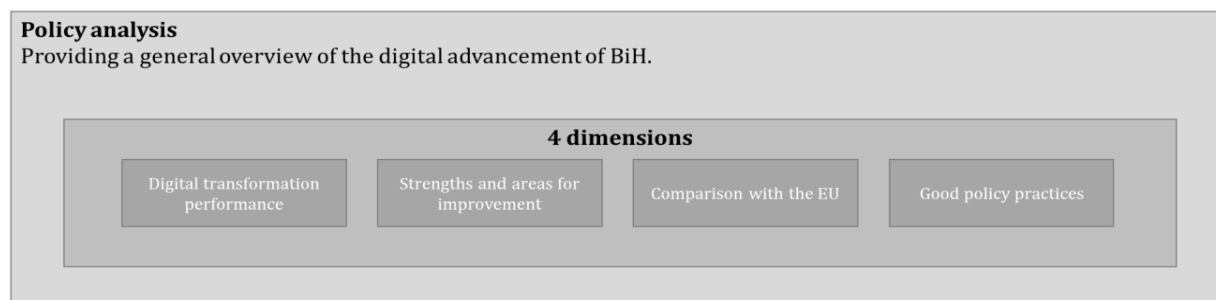 Policy analysis
Providing a general overview of the digital advancement of BiH.
4 dimensions
Digital transformation
performance
Strengths and areas for
improvement
Comparison with the EU
Good policy practices